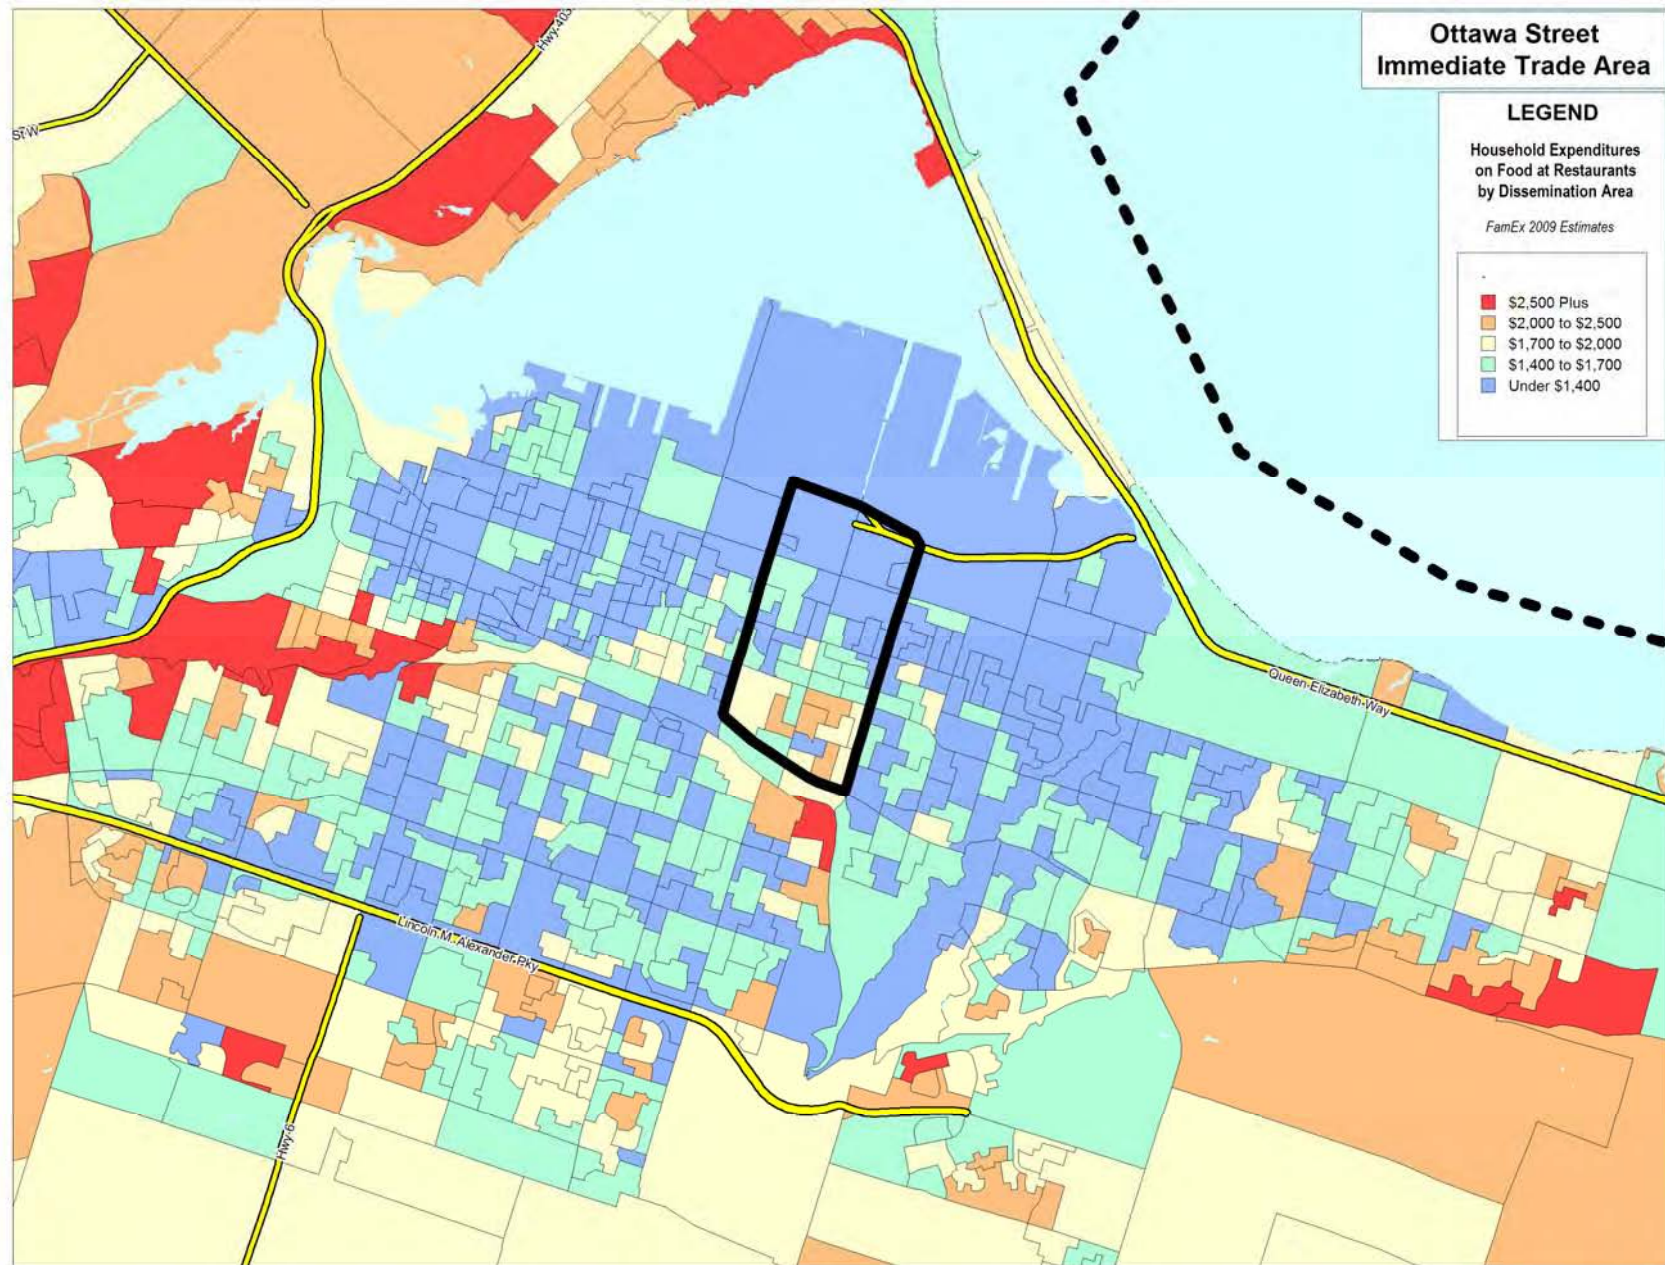 Ottawa Street
Immediate Trade Area
LEGEND
Household Expenditures
on Food at Restaurants
by Dissemination Area
FamEx 2009 Estimates
$2,500 Plus
$2,000 to $2,500
$1,700 to $2,000
$1,400 to $1,700
Under $1,400
Hwy 403
St W
Queen Elizabeth Way
Lincoln M. Alexander Pky
Hwy 6